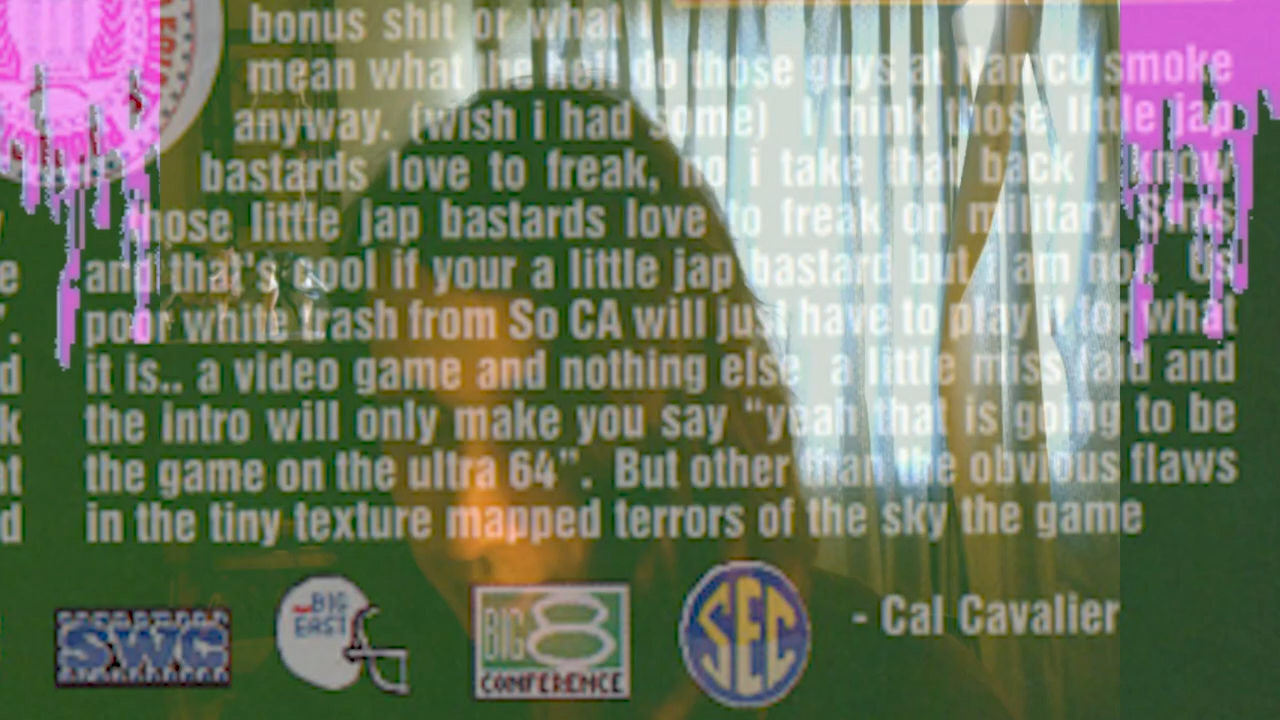 bonus shit or what I
mean what the hell do those guys at Namco smoke
anyway. (wish i had some) I think those little jap
bastards love to freak, no i take that back I know
those little jap bastards love to freak on military Sims
and that's cool if your a little jap bastard but I am not. Us
poor white trash from So CA will just have to play it for what
it is.. a video game and nothing else a little miss laid and
the intro will only make you say “yeah that is going to be
the game on the ultra 64”. But other than the obvious flaws
in the tiny texture mapped terrors of the sky the game
- Cal Cavalier
SWC
BIG
EAST
BIG 8
CONFERENCE
SEC